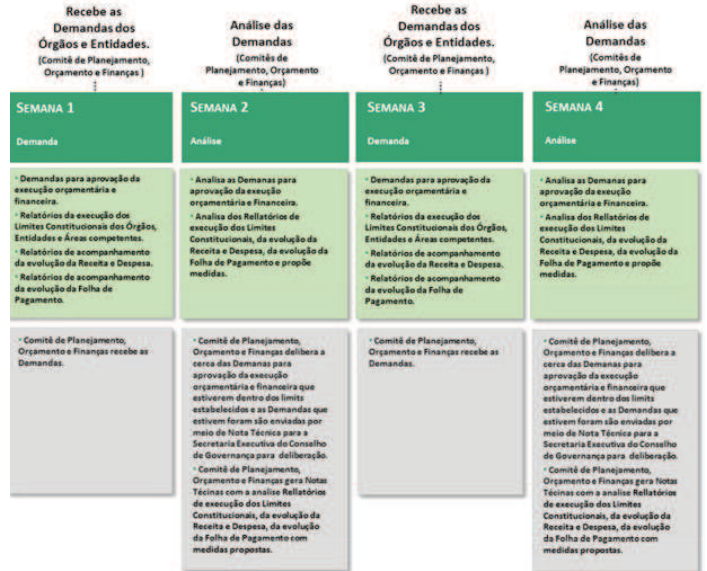 Recebe as
Demandas dos
Órgãos e Entidades.
(Comitê de Planejamento,
Orçamento e Finanças )
Análise das
Demandas
(Comitês de
Planejamento, Orçamento
e Finanças)
Recebe as
Demandas dos
Órgãos e Entidades.
(Comitê de Planejamento,
Orçamento e Finanças )
Análise das
Demandas
(Comitês de
Planejamento, Orçamento
e Finanças)
SEMANA 1
Demanda
SEMANA 2
Análise
SEMANA 3
Demanda
SEMANA 4
Análise
• Demandas para aprovação da
execução orçamentária e
financeira.
• Relatórios da execução dos
Limites Constitucionais dos Órgãos,
Entidades e Áreas competentes.
• Relatórios de acompanhamento
da evolução da Receita e Despesa.
• Relatórios de acompanhamento
da evolução da Folha de
Pagamento.
• Analisa as Demanas para
aprovação da exeução
orçamentária e Financeira.
• Analisa dos Rellatórios de
execução dos Limites
Constitucionais, da evolução da
Receita e Despesa, da evolução da
Folha de Pagamento e propõe
medidas.
• Demandas para aprovação da
execução orçamentária e
financeira.
• Relatórios da execução dos
Limites Constitucionais dos Órgãos,
Entidades e Áreas competentes.
• Relatórios de acompanhamento
da evolução da Receita e Despesa.
• Relatórios de acompanhamento
da evolução da Folha de
Pagamento.
• Analisa as Demanas para
aprovação da exeução
orçamentária e Financeira.
• Analisa dos Rellatórios de
execução dos Limites
Constitucionais, da evolução da
Receita e Despesa, da evolução da
Folha de Pagamento e propõe
medidas.
• Comitê de Planejamento,
Orçamento e Finanças recebe as
Demandas.
• Comitê de Planejamento,
Orçamento e Finanças delibera a
cerca das Demandas para
aprovação da execução
orçamentária e financeira que
estiverem dentro dos limits
estabelecidos e as Demandas que
estivem foram são enviadas por
meio de Nota Técnica para a
Secretaria Executiva do Conselho
de Governança para deliberação.
• Comitê de Planejamento,
Orçamento e Finanças gera Notas
Técinas com a analise Rellatórios
de execução dos Limites
Constitucionais, da evolução da
Receita e Despesa, da evolução
da Folha de Pagamento com
medidas propostas.
• Comitê de Planejamento,
Orçamento e Finanças recebe as
Demandas.
• Comitê de Planejamento,
Orçamento e Finanças delibera a
cerca das Demandas para
aprovação da execução
orçamentária e financeira que
estiverem dentro dos limits
estabelecidos e as Demandas que
estivem foram são enviadas por
meio de Nota Técnica para a
Secretaria Executiva do Conselho
de Governança para deliberação.
• Comitê de Planejamento,
Orçamento e Finanças gera Notas
Técinas com a analise Rellatórios
de execução dos Limites
Constitucionais, da evolução da
Receita e Despesa, da evolução
da Folha de Pagamento com
medidas propostas.